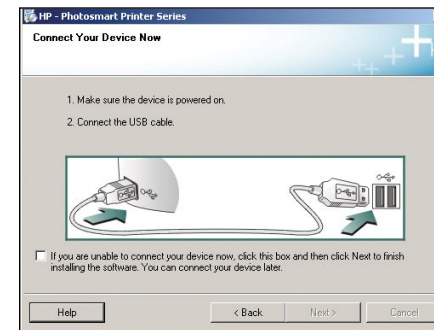 HP - Photosmart Printer Series
Connect Your Device Now
1. Make sure the device is powered on.
2. Connect the USB cable.
If you are unable to connect your device now, click this box and then click Next to finish
installing the software. You can connect your device later.
Help
< Back
Next >
Cancel